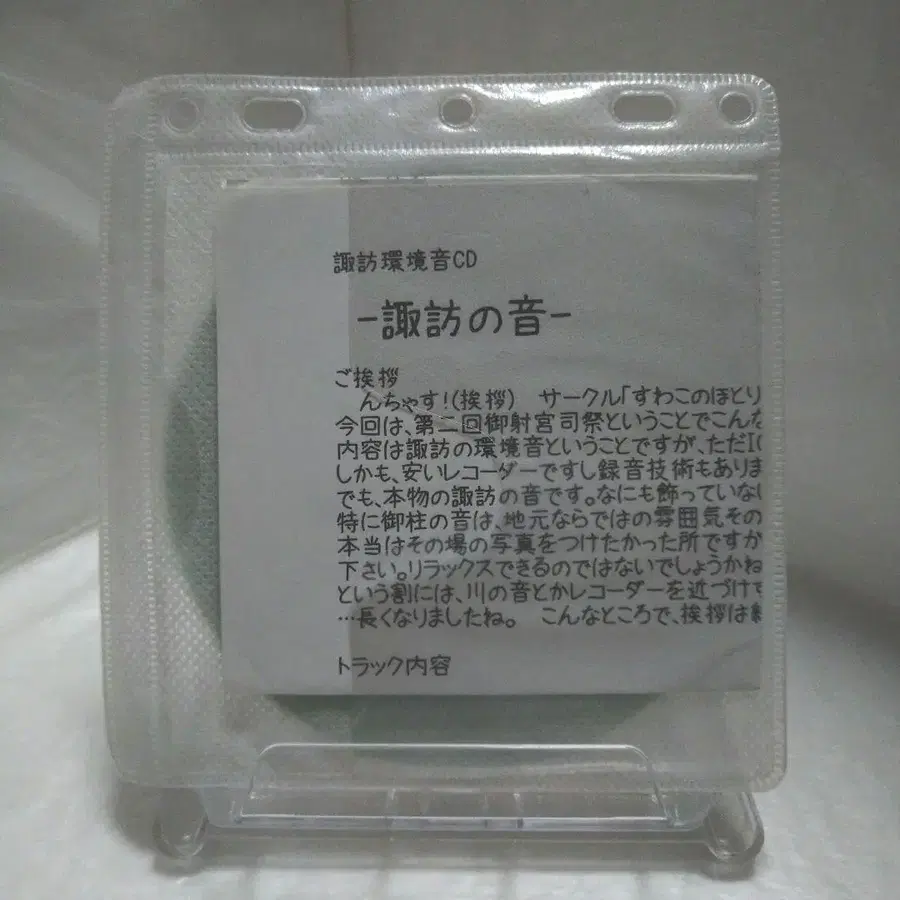 諏訪環境音CD
-諏訪の音-
ご挨拶
んちゃす!(挨拶) サークル「すわこのほとり
今回は、第二回御射宮司祭ということでこんな
内容は諏訪の環境音ということですが、ただI
しかも、安いレコーダーですし録音技術もありま
でも、本物の諏訪の音です。なにも飾っていない
特に御柱の音は、地元ならではの雰囲気その
本当はその場の写真をつけたかった所ですが
下さい。リラックスできるのではないでしょうかね
という割には、川の音とかレコーダーを近づけす
…長くなりましたね。 こんなところで、挨拶は
トラック内容